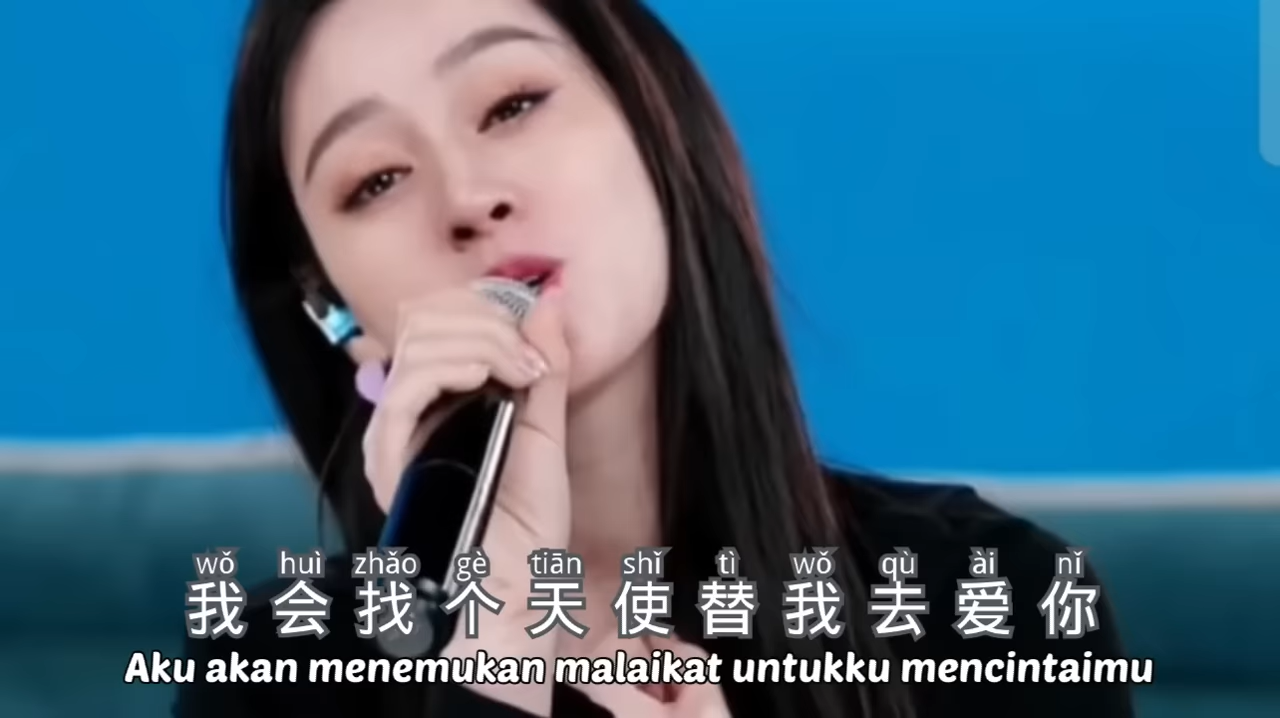 wǒ huì zhǎo gè tiān shǐ tì wǒ qù ài nǐ
我会找个天使替我去爱你
Aku akan menemukan malaikat untukku mencintaimu